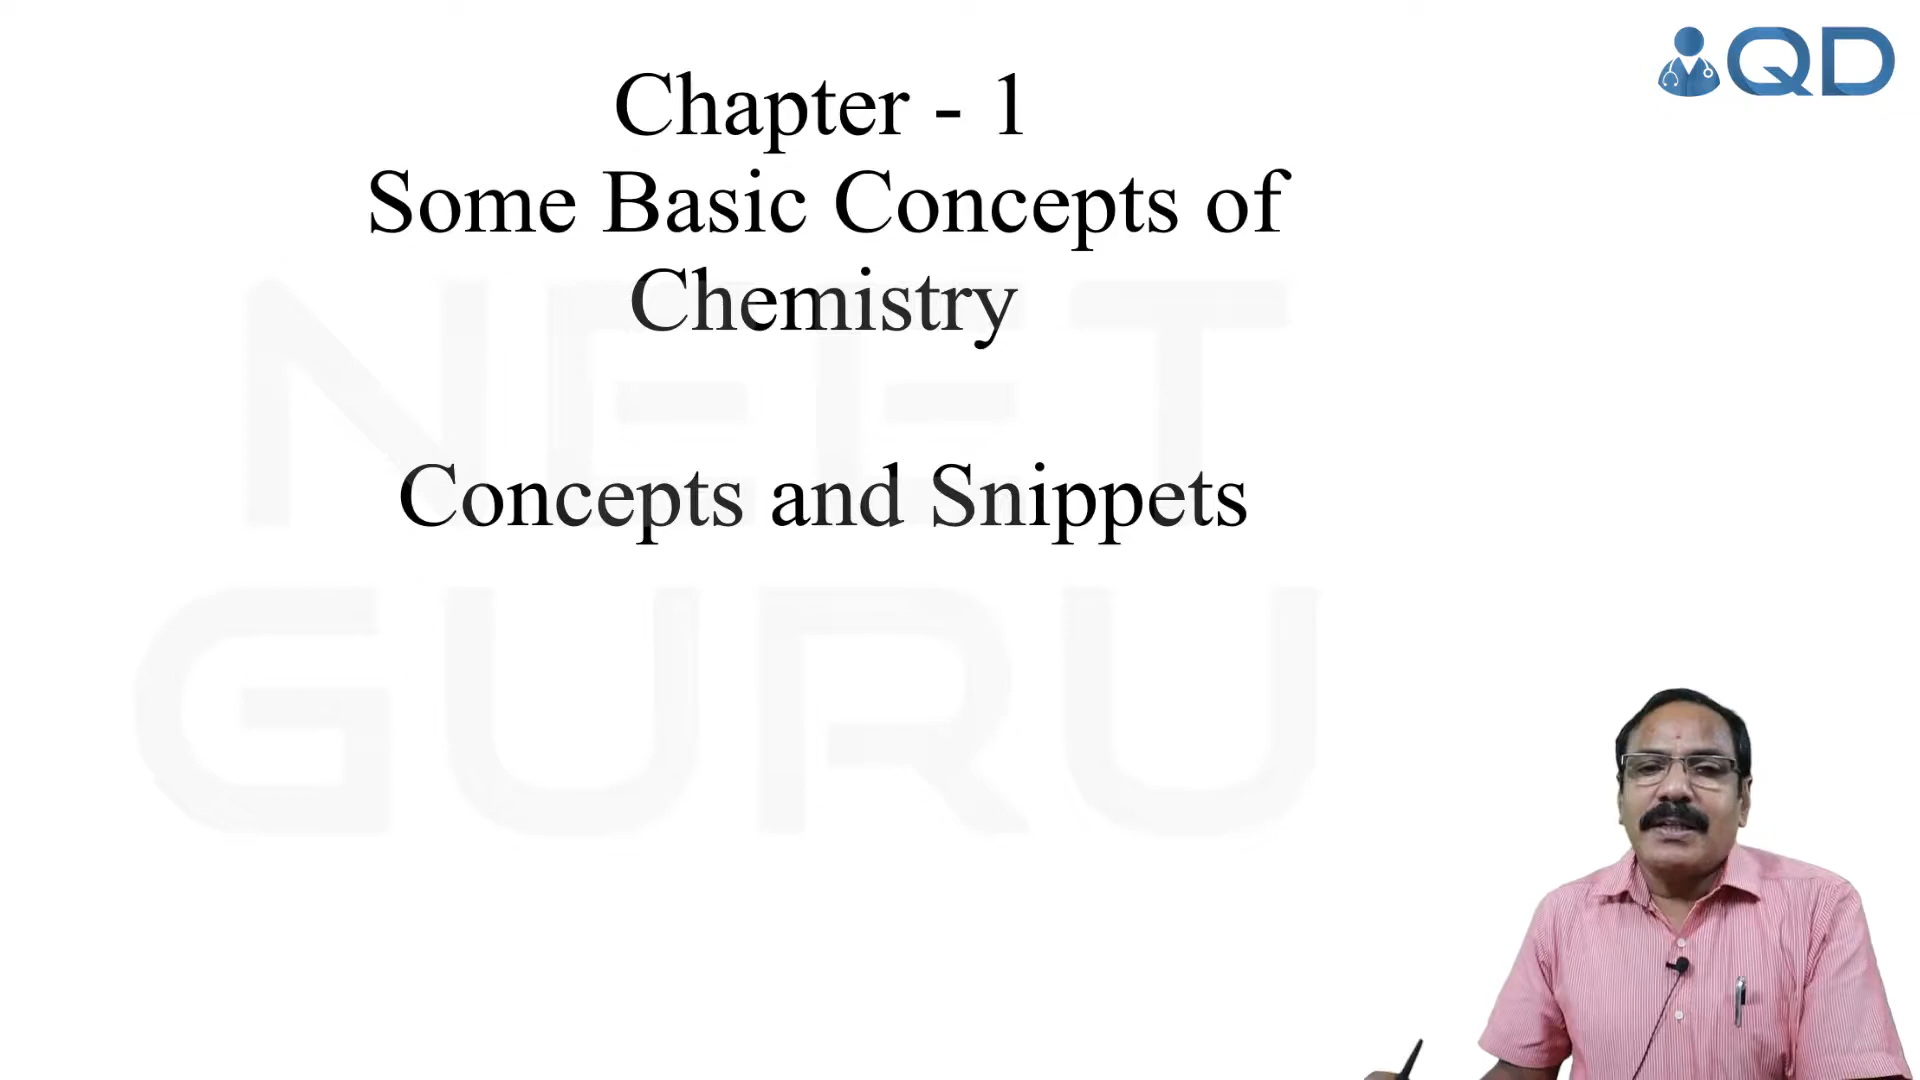 QD
Chapter - 1
Some Basic Concepts of
Chemistry
Concepts and Snippets
NEET
GURU